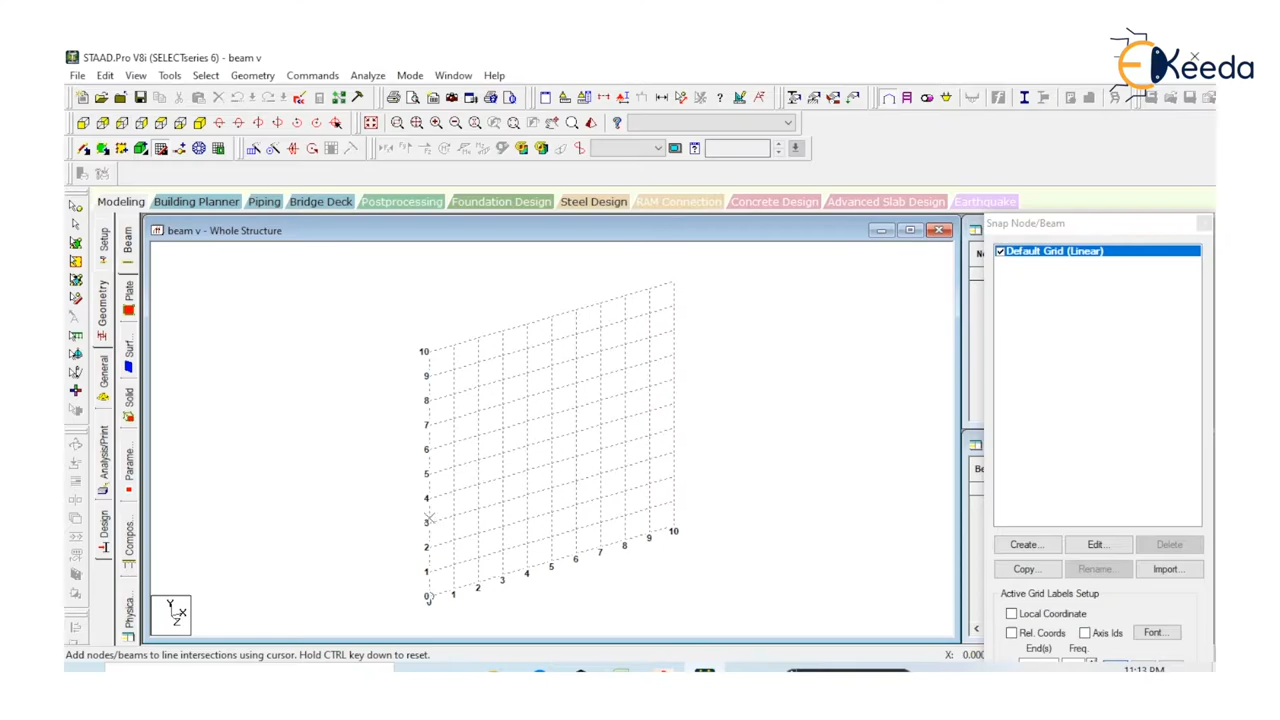 STAAD.Pro V8i (SELECTseries 6) - beam v
Keeda
File Edit View Tools Select Geometry Commands Analyze Mode Window Help
Modeling Building Planner Piping Bridge Deck Postprocessing Foundation Design Steel Design RAM Connection Concrete Design Advanced Slab Design Earthquake
Setup
Geometry
General
Analysis/Print
Design
Beam
Plate
Surf...
Solid
Parame...
Compos...
Physica...
beam v - Whole Structure
10
9
8
7
6
5
4
3
2
1
0
1 2 3 4 5 6 7 8 9 10
Y
X
Z
Snap Node/Beam
Default Grid (Linear)
Create... Edit... Delete
Copy... Rename... Import...
Active Grid Labels Setup
Local Coordinate
Rel. Coords Axis Ids Font...
End(s) Freq.
Add nodes/beams to line intersections using cursor. Hold CTRL key down to reset.
X: 0.000
11:13 PM